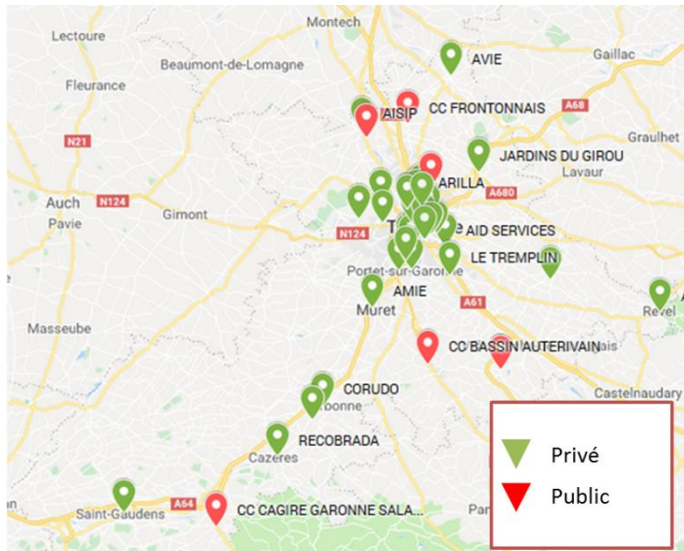 Lectoure
Montech
AVIE
Gaillac
Beaumont-de-Lomagne
Fleurance
CC FRONTONNAIS
A68
AISIP
N21
Graulhet
JARDINS DU GIROU
Lavaur
ARILLA
A680
N124
Auch
Gimont
Pavie
N124
AID SERVICES
LE TREMPLIN
Portet-sur-Garonne
AMIE
A61
Revel
Muret
Masseube
CC BASSIN AUTERIVAIN
CORUDO
Castelnaudary
RECOBRADA
Cazères
Privé
Public
A64
CC CAGIRE GARONNE SALA...
Saint-Gaudens